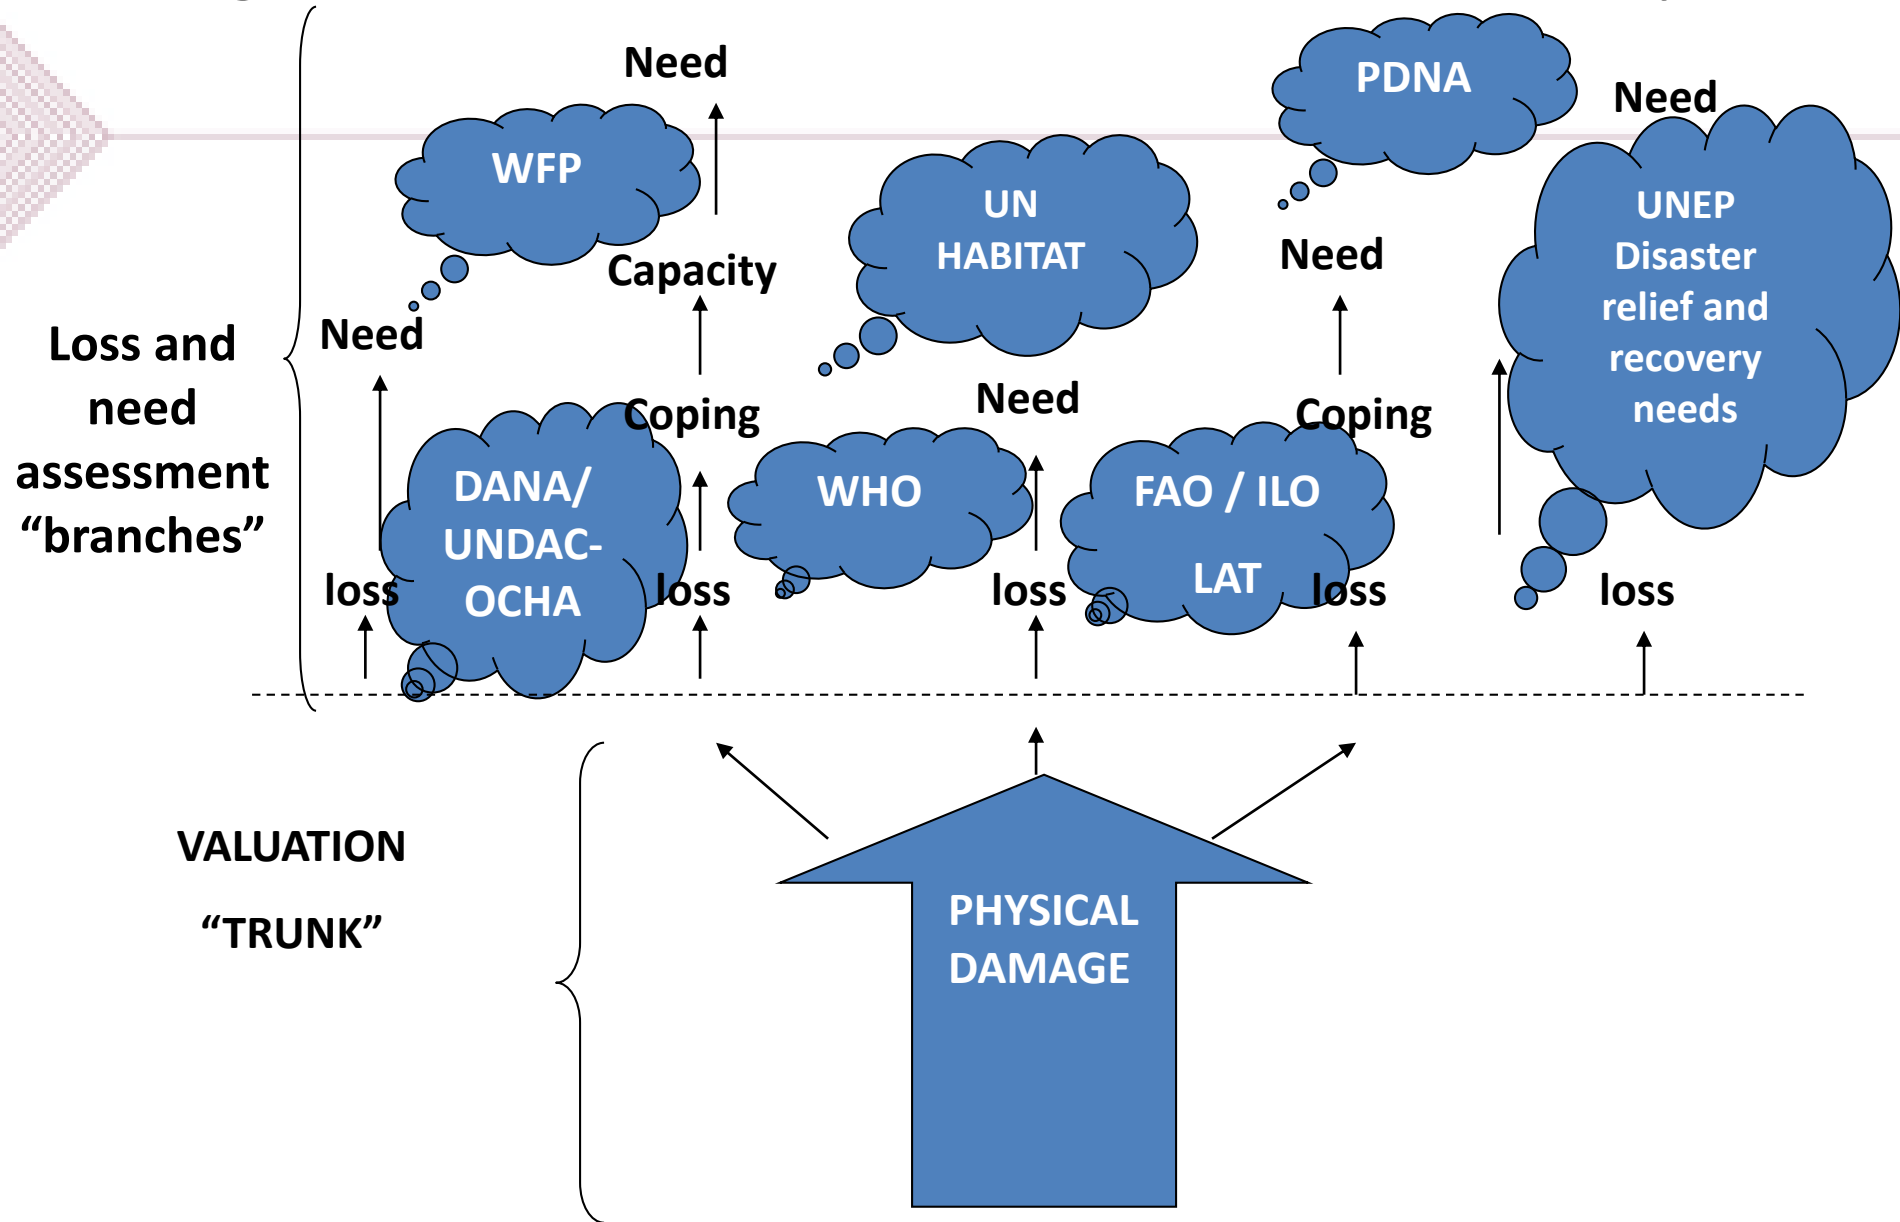 Need
PDNA
Need
WFP
UN
HABITAT
UNEP
Disaster
relief and
recovery
needs
Capacity
Need
Need
Loss and
need
assessment
“branches”
Coping
Need
Coping
DANA/
UNDAC-
OCHA
WHO
FAO / ILO
LAT
loss
loss
loss
loss
loss
VALUATION
“TRUNK”
PHYSICAL
DAMAGE